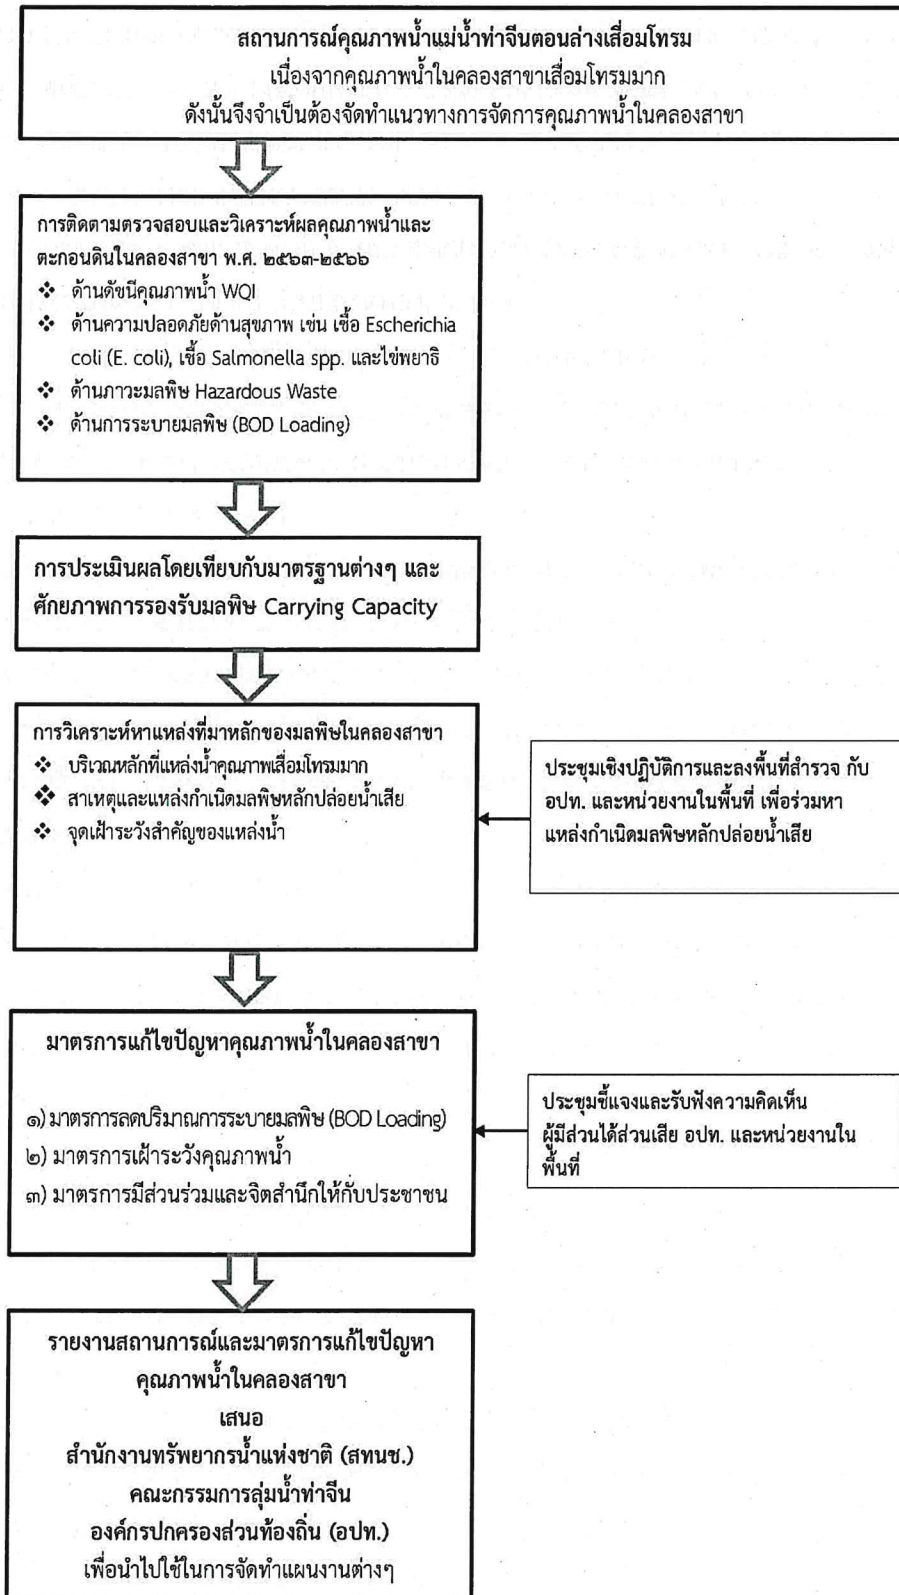 สถานการณ์คุณภาพน้ำแม่น้ำท่าจีนตอนล่างเสื่อมโทรม
เนื่องจากคุณภาพน้ำในคลองสาขาเสื่อมโทรมมาก
ดังนั้นจึงจำเป็นต้องจัดทำแนวทางการจัดการคุณภาพน้ำในคลองสาขา
การติดตามตรวจสอบและวิเคราะห์ผลคุณภาพน้ำและ
ตะกอนดินในคลองสาขา พ.ศ. ๒๕๖๓-๒๕๖๖
❖ ด้านดัชนีคุณภาพน้ำ WQI
❖ ด้านความปลอดภัยด้านสุขภาพ เช่น เชื้อ Escherichia
coli (E. coli), เชื้อ Salmonella spp. และไข่พยาธิ
❖ ด้านภาวะมลพิษ Hazardous Waste
❖ ด้านการระบายมลพิษ (BOD Loading)
การประเมินผลโดยเทียบกับมาตรฐานต่างๆ และ
ศักยภาพการรองรับมลพิษ Carrying Capacity
การวิเคราะห์หาแหล่งที่มาหลักของมลพิษในคลองสาขา
❖ บริเวณหลักที่แหล่งน้ำคุณภาพเสื่อมโทรมมาก
❖ สาเหตุและแหล่งกำเนิดมลพิษหลักปล่อยน้ำเสีย
❖ จุดเฝ้าระวังสำคัญของแหล่งน้ำ
ประชุมเชิงปฏิบัติการและลงพื้นที่สำรวจ กับ
อปท. และหน่วยงานในพื้นที่ เพื่อร่วมหา
แหล่งกำเนิดมลพิษหลักปล่อยน้ำเสีย
มาตรการแก้ไขปัญหาคุณภาพน้ำในคลองสาขา
๑) มาตรการลดปริมาณการระบายมลพิษ (BOD Loading)
๒) มาตรการเฝ้าระวังคุณภาพน้ำ
๓) มาตรการมีส่วนร่วมและจิตสำนึกให้กับประชาชน
ประชุมชี้แจงและรับฟังความคิดเห็น
ผู้มีส่วนได้ส่วนเสีย อปท. และหน่วยงานใน
พื้นที่
รายงานสถานการณ์และมาตรการแก้ไขปัญหา
คุณภาพน้ำในคลองสาขา
เสนอ
สำนักงานทรัพยากรน้ำแห่งชาติ (สทนช.)
คณะกรรมการลุ่มน้ำท่าจีน
องค์กรปกครองส่วนท้องถิ่น (อปท.)
เพื่อนำไปใช้ในการจัดทำแผนงานต่างๆ